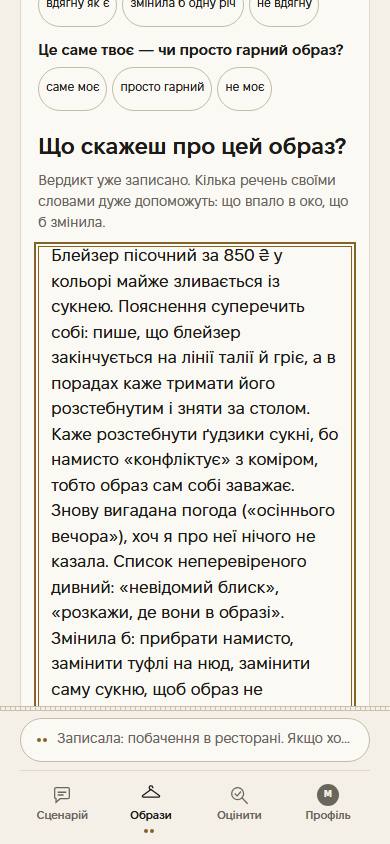 вдягну як є
змінила б одну річ
не вдягну
Це саме твоє — чи просто гарний образ?
саме моє
просто гарний
не моє
Що скажеш про цей образ?
Вердикт уже записано. Кілька речень своїми
словами дуже допоможуть: що впало в око, що
б змінила.
Блейзер пісочний за 850 ₴ у
кольорі майже зливається із
сукнею. Пояснення суперечить
собі: пише, що блейзер
закінчується на лінії талії й гріє, а в
порадах каже тримати його
розстебнутим і зняти за столом.
Каже розстебнути ґудзики сукні, бо
намисто «конфліктує» з коміром,
тобто образ сам собі заважає.
Знову вигадана погода («осіннього
вечора»), хоч я про неї нічого не
казала. Список неперевіреного
дивний: «невідомий блиск»,
«розкажи, де вони в образі».
Змінила б: прибрати намисто,
замінити туфлі на нюд, замінити
саму сукню, щоб образ не
Записала: побачення в ресторані. Якщо хо...
Сценарій
Образи
Оцінити
М
Профіль